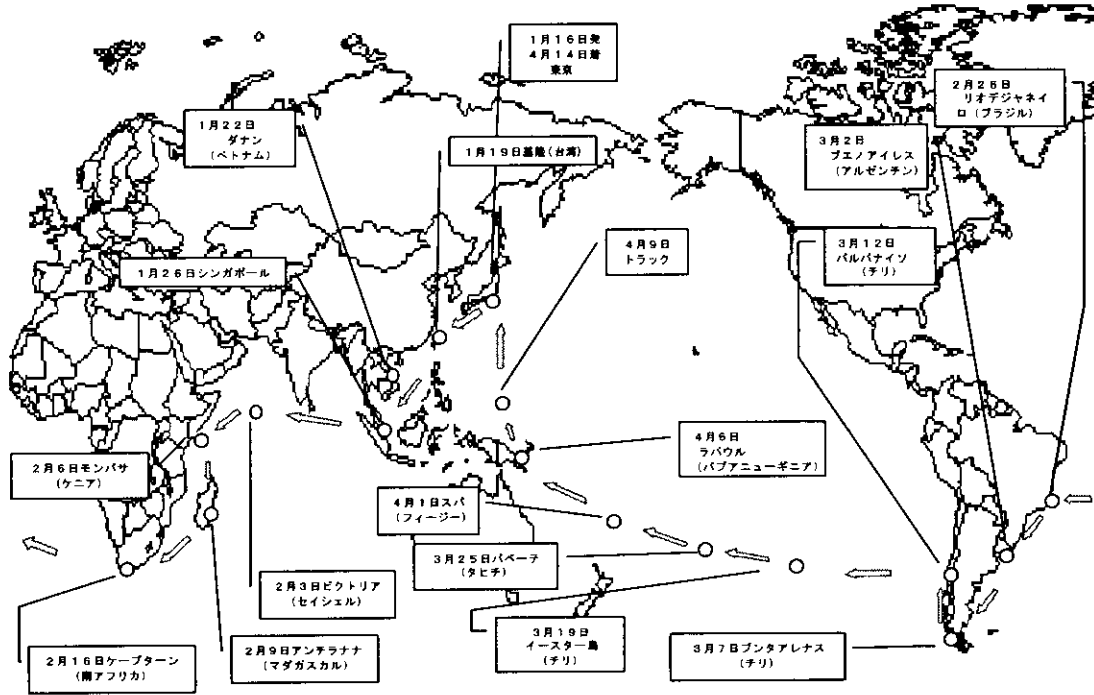 1月16日発
4月14日着
東京
2月26日
リオデジャネイ
ロ(ブラジル)
1月22日
ダナン
(ベトナム)
1月19日基隆(台湾)
3月2日
ブエノアイレス
(アルゼンチン)
4月9日
トラック
3月12日
バルパナイソ
(チリ)
1月26日シンガポール
4月6日
ラバウル
(パプアニューギニア)
2月6日モンバサ
(ケニア)
4月1日スバ
(フィージー)
3月25日パペーテ
(タヒチ)
2月3日ビクトリア
(セイシェル)
3月19日
イースター島
(チリ)
3月7日プンタアレナス
(チリ)
2月16日ケープターン
(南アフリカ)
2月9日アンチラナナ
(マダガスカル)